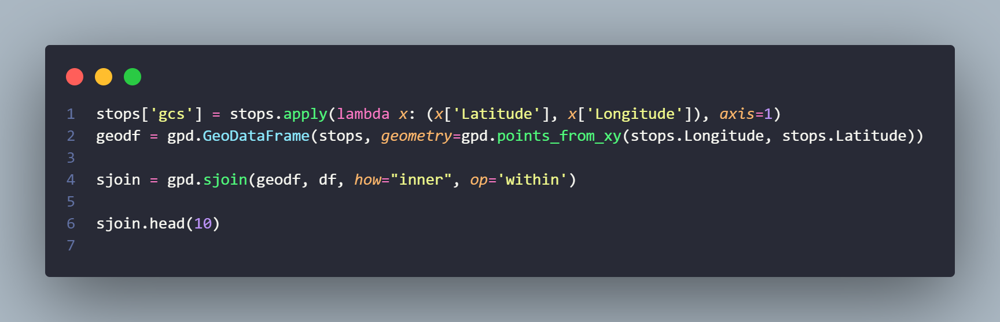 1 stops['gcs'] = stops.apply(lambda x: (x['Latitude'], x['Longitude']), axis=1)
2 geodf = gpd.GeoDataFrame(stops, geometry=gpd.points_from_xy(stops.Longitude, stops.Latitude))
3
4 sjoin = gpd.sjoin(geodf, df, how="inner", op='within')
5
6 sjoin.head(10)
7